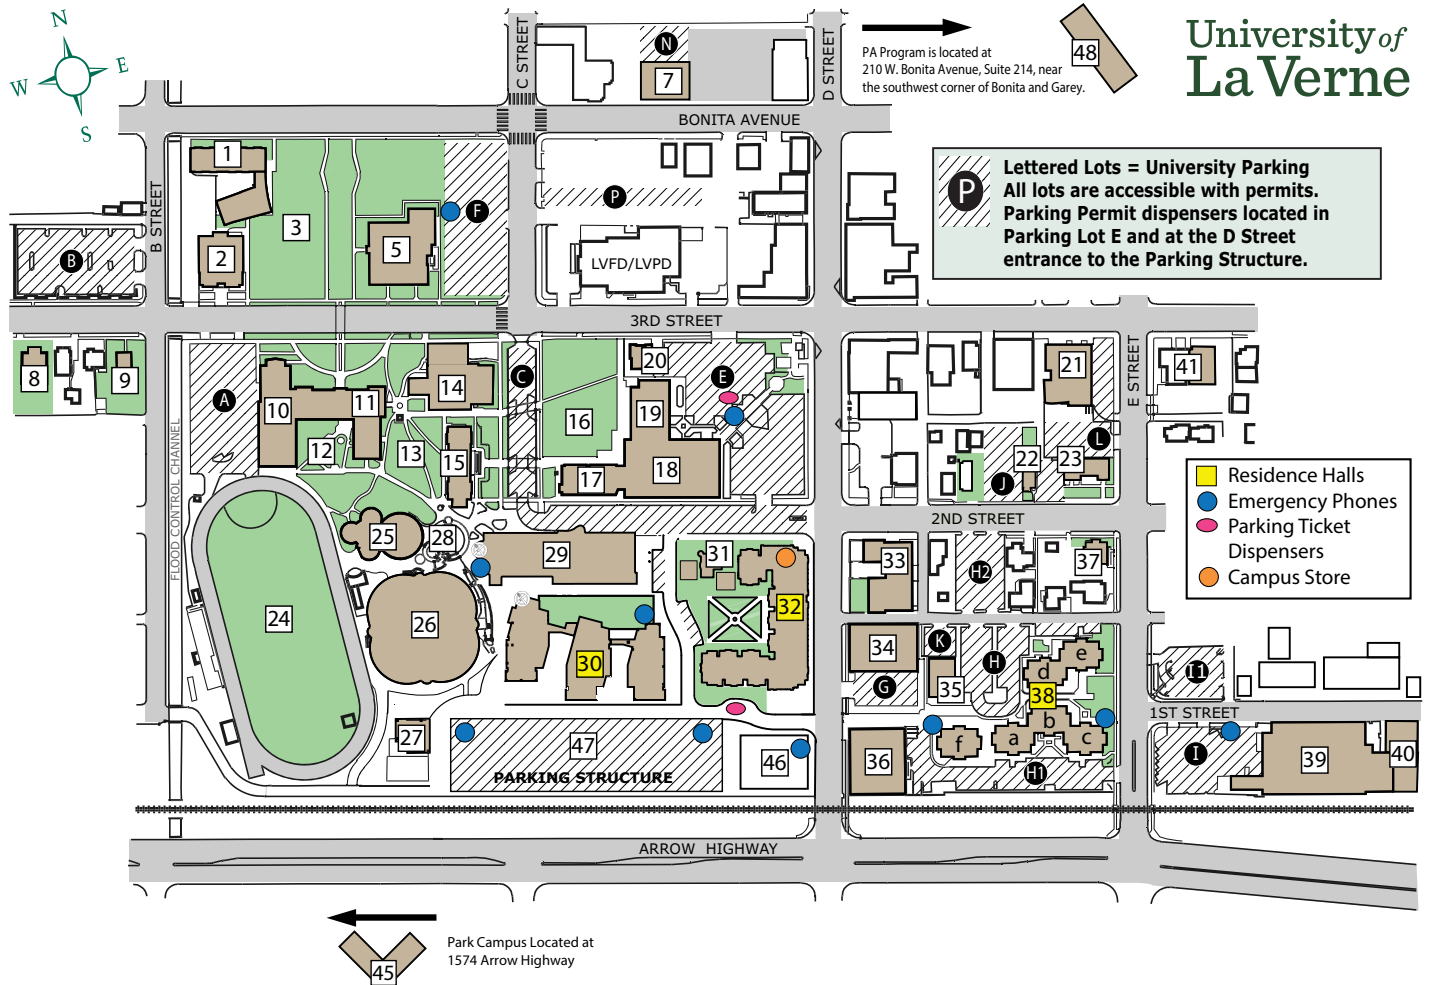 N
W
E
S
C STREET
N
7
D STREET
PA Program is located at
210 W. Bonita Avenue, Suite 214, near
the southwest corner of Bonita and Garey.
48
University of
La Verne
BONITA AVENUE
B STREET
1
2
3
5
F
B
P
LVFD/LVPD
P
Lettered Lots = University Parking
All lots are accessible with permits.
Parking Permit dispensers located in
Parking Lot E and at the D Street
entrance to the Parking Structure.
3RD STREET
8
9
A
10
11
12
13
14
15
C
16
17
18
19
20
E
21
E STREET
41
22
23
L
J
FLOOD CONTROL CHANNEL
Residence Halls
Emergency Phones
Parking Ticket
Dispensers
Campus Store
2ND STREET
24
25
28
29
31
32
33
H2
37
26
30
34
K
H
35
G
38
a
b
c
d
e
f
I1
1ST STREET
27
47
PARKING STRUCTURE
46
36
H1
I
39
40
ARROW HIGHWAY
45
Park Campus Located at
1574 Arrow Highway